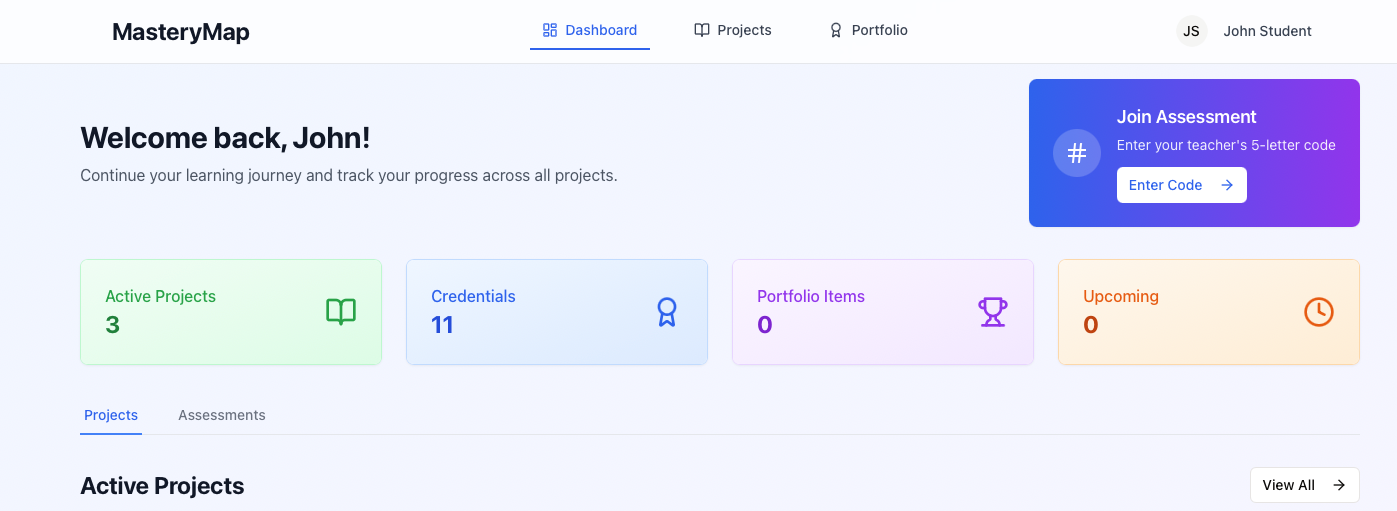 MasteryMap
Dashboard
Projects
Portfolio
JS
John Student
Welcome back, John!
Continue your learning journey and track your progress across all projects.
#
Join Assessment
Enter your teacher's 5-letter code
Enter Code
Active Projects
3
Credentials
11
Portfolio Items
0
Upcoming
0
Projects
Assessments
Active Projects
View All